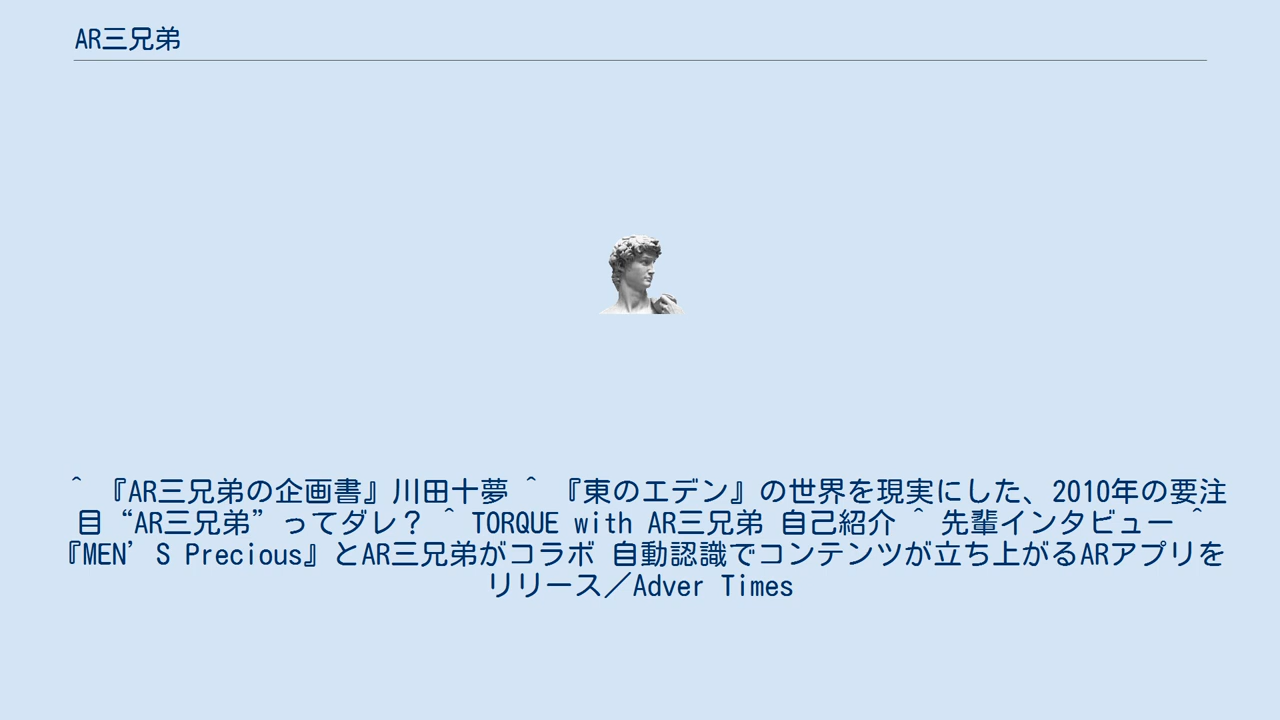 AR三兄弟
^ 『AR三兄弟の企画書』川田十夢 ^ 『東のエデン』の世界を現実にした、2010年の要注
目“AR三兄弟”ってダレ？ ^ TORQUE with AR三兄弟 自己紹介 ^ 先輩インタビュー ^
『MEN’S Precious』とAR三兄弟がコラボ 自動認識でコンテンツが立ち上がるARアプリを
リリース／Adver Times